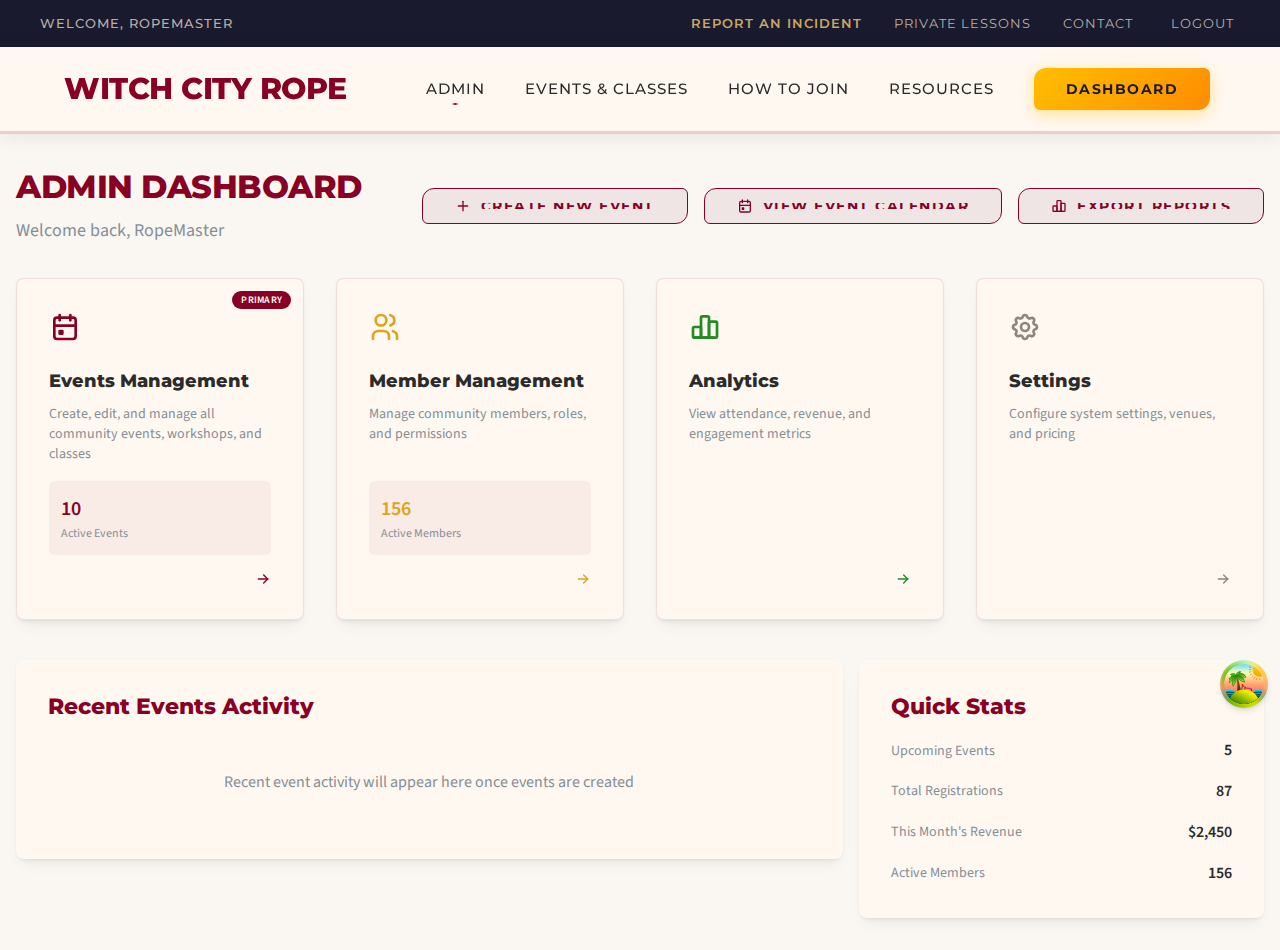 WELCOME, ROPEMASTER
REPORT AN INCIDENT PRIVATE LESSONS CONTACT LOGOUT
WITCH CITY ROPE
ADMIN EVENTS & CLASSES HOW TO JOIN RESOURCES DASHBOARD
ADMIN DASHBOARD
Welcome back, RopeMaster
CREATE NEW EVENT VIEW EVENT CALENDAR EXPORT REPORTS
PRIMARY
Events Management
Create, edit, and manage all
community events, workshops, and
classes
10
Active Events
Member Management
Manage community members, roles,
and permissions
156
Active Members
Analytics
View attendance, revenue, and
engagement metrics
Settings
Configure system settings, venues,
and pricing
Recent Events Activity
Recent event activity will appear here once events are created
Quick Stats
Upcoming Events 5
Total Registrations 87
This Month's Revenue $2,450
Active Members 156